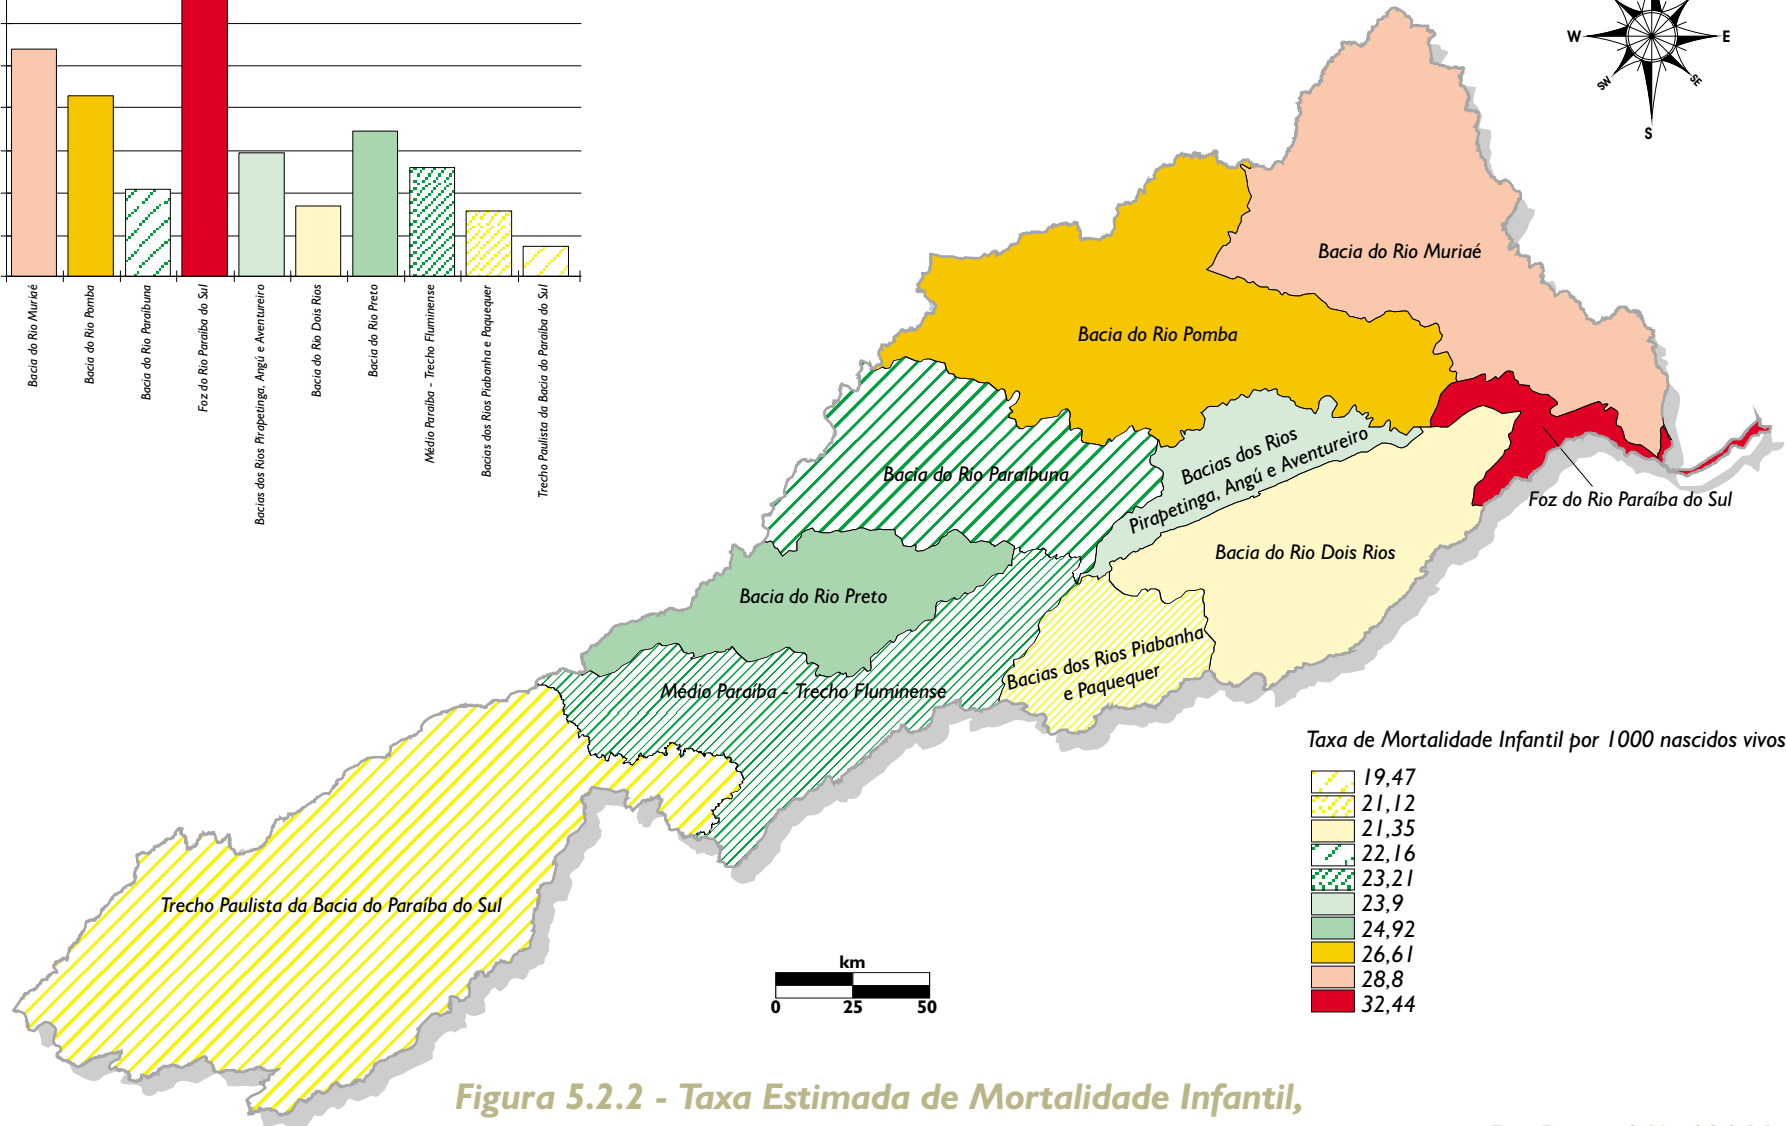 W
E
SW
SE
S
Bacia do Rio Muriaé
Bacia do Rio Pomba
Bacia do Rio Paraíbuna
Foz do Rio Paraíba do Sul
Bacias dos Rios Pirapetinga, Angú e Aventureiro
Bacia do Rio Dois Rios
Bacia do Rio Preto
Médio Paraíba - Trecho Fluminense
Bacias dos Rios Piabanha e Paquequer
Trecho Paulista da Bacia do Paraíba do Sul
Bacia do Rio Muriaé
Bacia do Rio Pomba
Bacias dos Rios
Pirapetinga, Angú e Aventureiro
Bacia do Rio Paraíbuna
Foz do Rio Paraíba do Sul
Bacia do Rio Dois Rios
Bacia do Rio Preto
Bacias dos Rios Piabanha
e Paquequer
Médio Paraíba - Trecho Fluminense
Trecho Paulista da Bacia do Paraíba do Sul
Taxa de Mortalidade Infantil por 1000 nascidos vivos
19,47
21,12
21,35
22,16
23,21
23,9
24,92
26,61
28,8
32,44
km
0 25 50
Figura 5.2.2 - Taxa Estimada de Mortalidade Infantil,